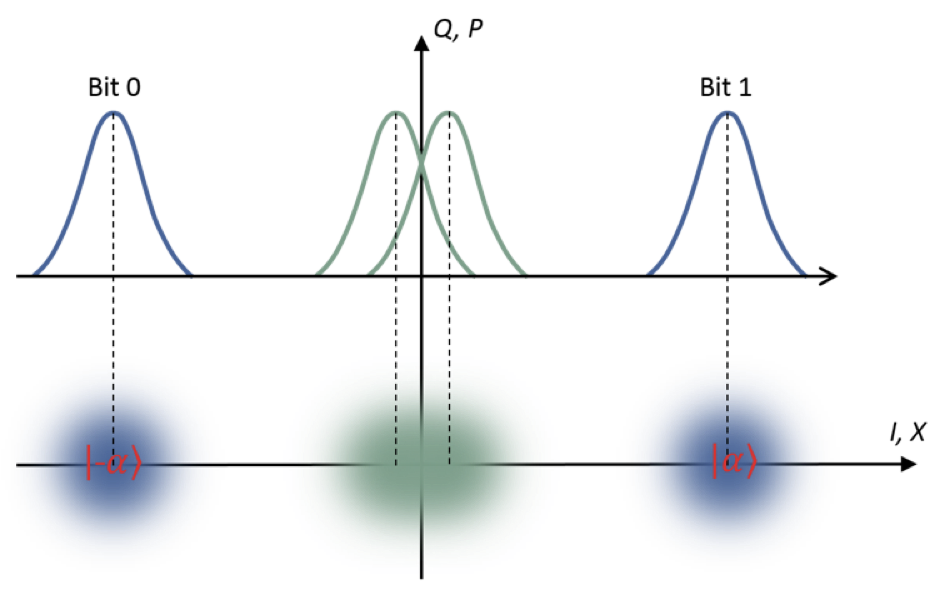 Q, P
Bit 0
Bit 1
I, X
|-α⟩
|α⟩